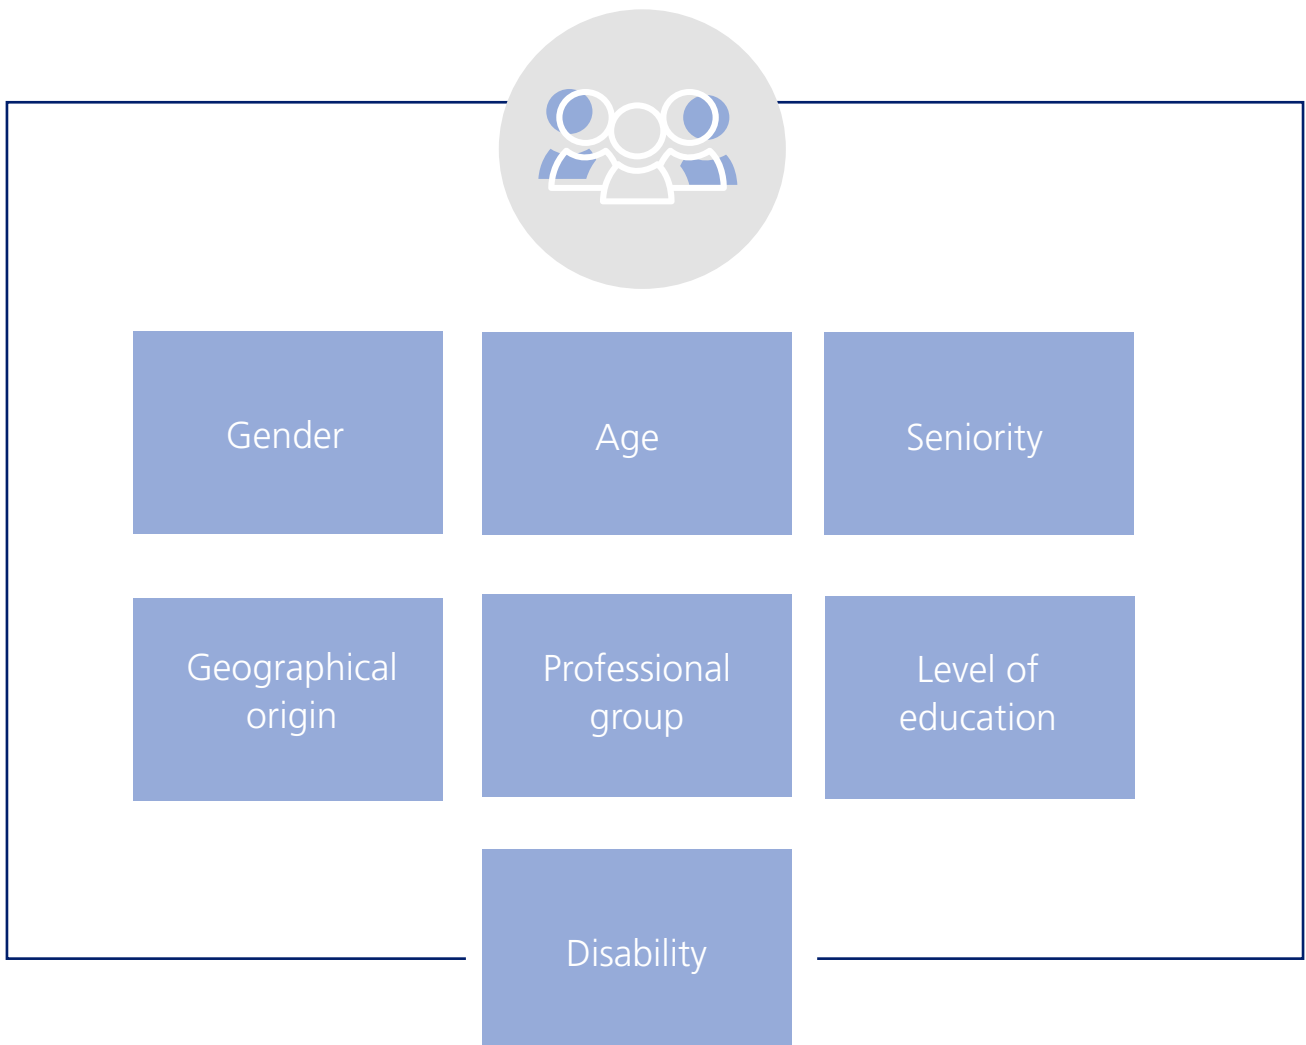 Gender
Age
Seniority
Geographical
origin
Professional
group
Level of
education
Disability